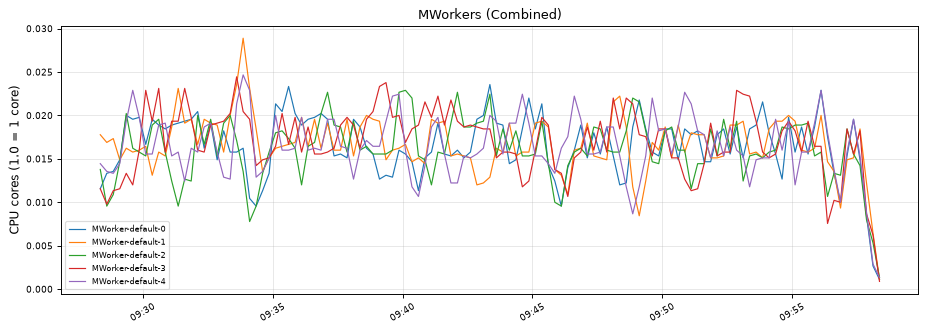 MWorkers (Combined)
CPU cores (1.0 = 1 core)
0.030
0.025
0.020
0.015
0.010
0.005
0.000
MWorker-default-0
MWorker-default-1
MWorker-default-2
MWorker-default-3
MWorker-default-4
09:30
09:35
09:40
09:45
09:50
09:55